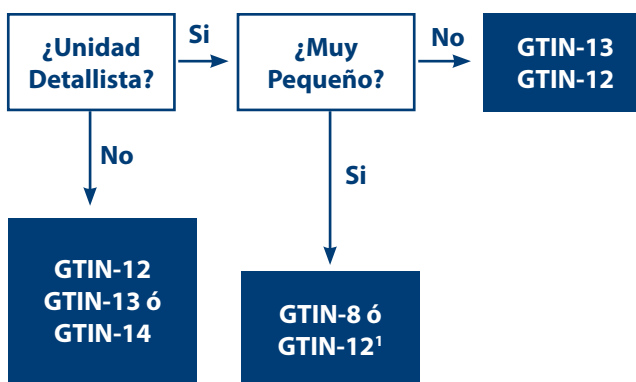 ¿Unidad
Detallista?
Si
¿Muy
Pequeño?
No
GTIN-13
GTIN-12
No
Si
GTIN-12
GTIN-13 ó
GTIN-14
GTIN-8 ó
GTIN-12¹